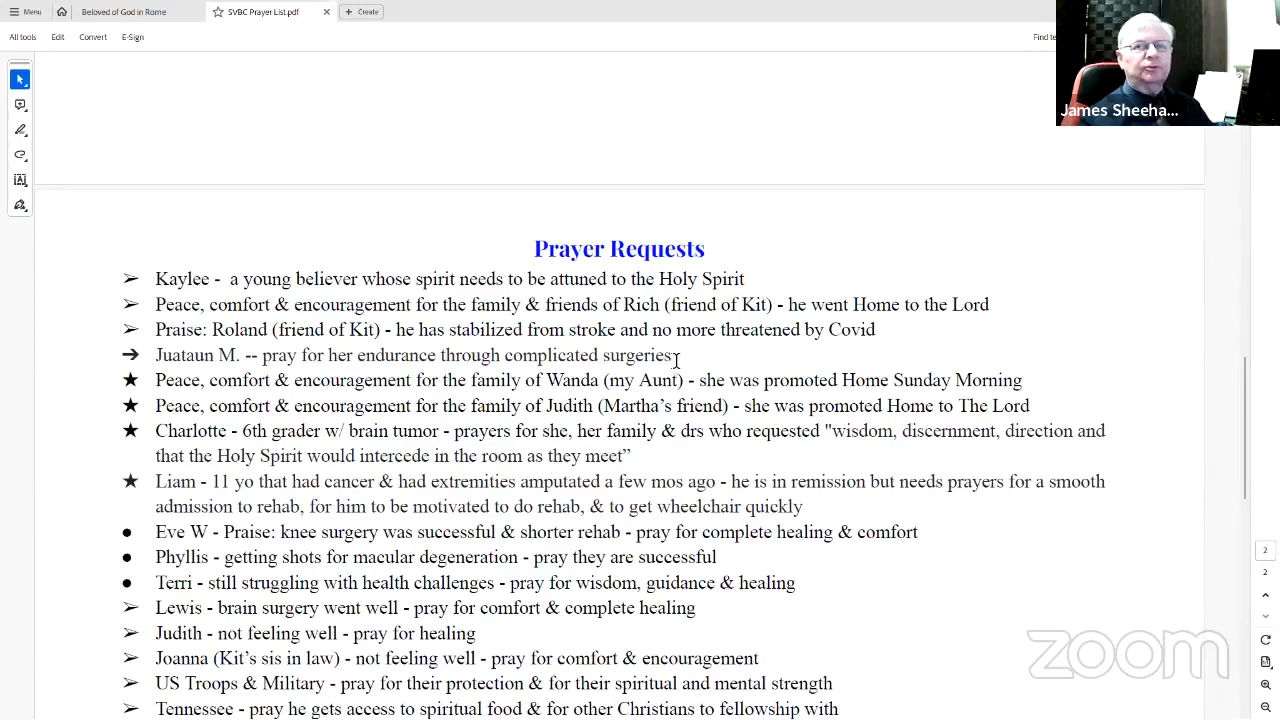 Menu
Beloved of God in Rome
SVBC Prayer List.pdf
Create
All tools
Edit
Convert
E-Sign
Find te
James Sheeha...
Prayer Requests
➢ Kaylee - a young believer whose spirit needs to be attuned to the Holy Spirit
➢ Peace, comfort & encouragement for the family & friends of Rich (friend of Kit) - he went Home to the Lord
➢ Praise: Roland (friend of Kit) - he has stabilized from stroke and no more threatened by Covid
➔ Juataun M. -- pray for her endurance through complicated surgeries
★ Peace, comfort & encouragement for the family of Wanda (my Aunt) - she was promoted Home Sunday Morning
★ Peace, comfort & encouragement for the family of Judith (Martha's friend) - she was promoted Home to The Lord
★ Charlotte - 6th grader w/ brain tumor - prayers for she, her family & drs who requested "wisdom, discernment, direction and
that the Holy Spirit would intercede in the room as they meet”
★ Liam - 11 yo that had cancer & had extremities amputated a few mos ago - he is in remission but needs prayers for a smooth
admission to rehab, for him to be motivated to do rehab, & to get wheelchair quickly
● Eve W - Praise: knee surgery was successful & shorter rehab - pray for complete healing & comfort
● Phyllis - getting shots for macular degeneration - pray they are successful
● Terri - still struggling with health challenges - pray for wisdom, guidance & healing
➢ Lewis - brain surgery went well - pray for comfort & complete healing
➢ Judith - not feeling well - pray for healing
➢ Joanna (Kit's sis in law) - not feeling well - pray for comfort & encouragement
➢ US Troops & Military - pray for their protection & for their spiritual and mental strength
➢ Tennessee - pray he gets access to spiritual food & for other Christians to fellowship with
2
2
zoom